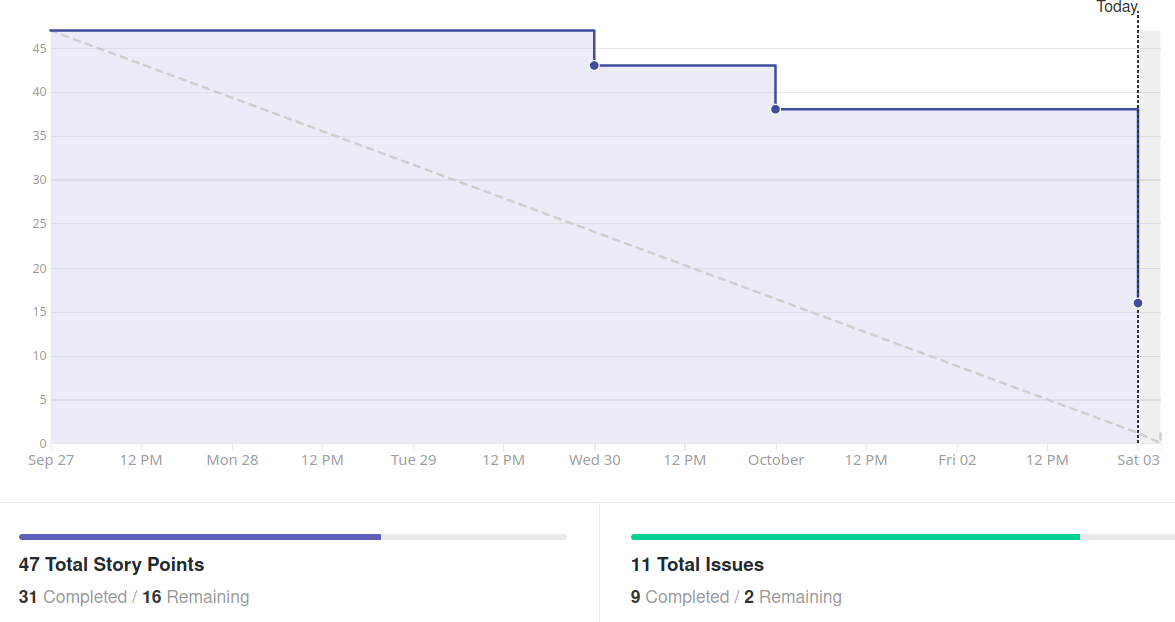 Today
45
40
35
30
25
20
15
10
5
0
Sep 27 12 PM Mon 28 12 PM Tue 29 12 PM Wed 30 12 PM October 12 PM Fri 02 12 PM Sat 03
47 Total Story Points
31 Completed / 16 Remaining
11 Total Issues
9 Completed / 2 Remaining